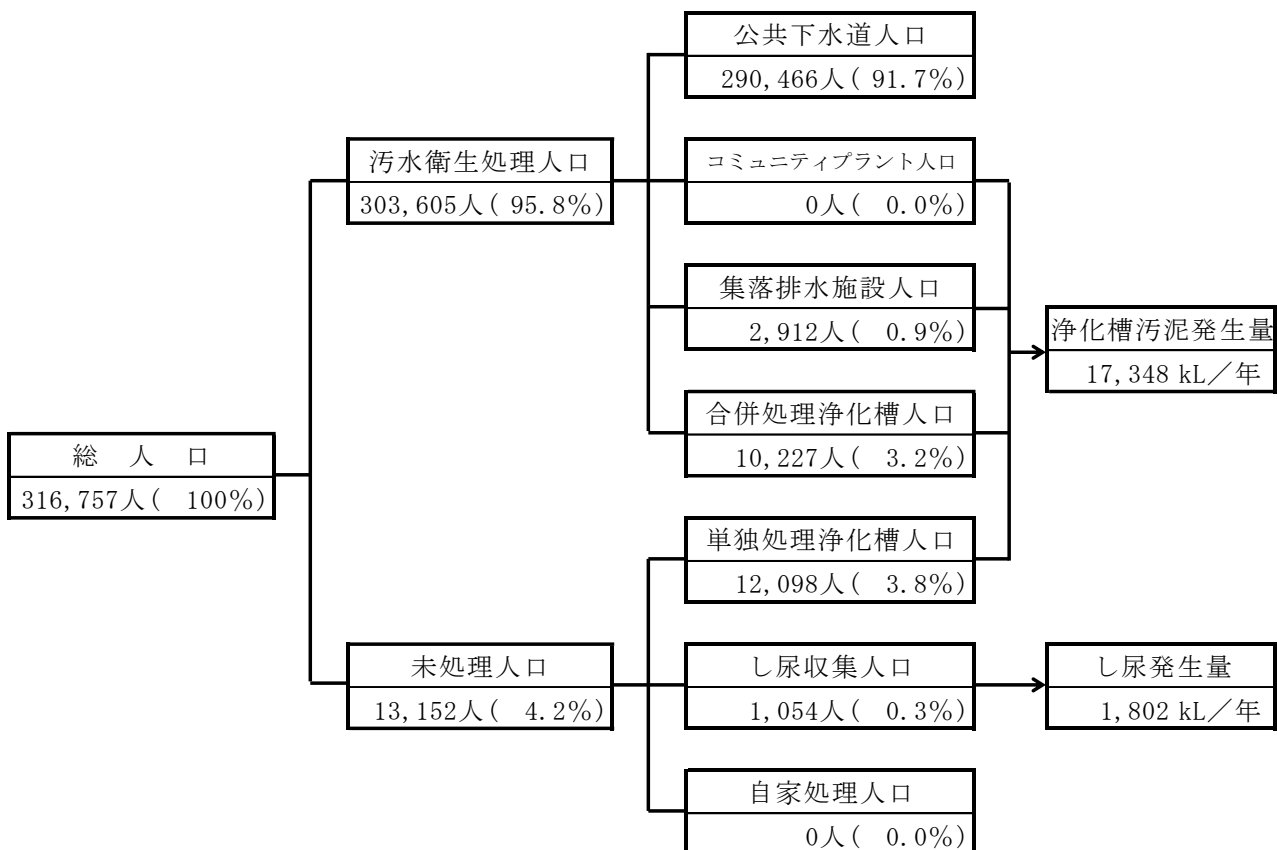 公共下水道人口
290,466人( 91.7%)
汚水衛生処理人口
303,605人( 95.8%)
コミュニティプラント人口
0人( 0.0%)
集落排水施設人口
2,912人( 0.9%)
浄化槽汚泥発生量
17,348 kL／年
合併処理浄化槽人口
10,227人( 3.2%)
総 人 口
316,757人( 100%)
単独処理浄化槽人口
12,098人( 3.8%)
未処理人口
13,152人( 4.2%)
し尿収集人口
1,054人( 0.3%)
し尿発生量
1,802 kL／年
自家処理人口
0人( 0.0%)